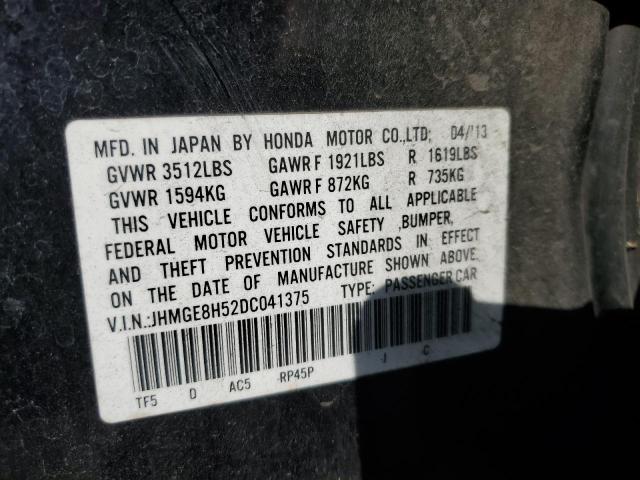 MFD. IN JAPAN BY HONDA MOTOR CO.,LTD; 04/13
GVWR 3512LBS GAWR F 1921LBS R 1619LBS
GVWR 1594KG GAWR F 872KG R 735KG
THIS VEHICLE CONFORMS TO ALL APPLICABLE
FEDERAL MOTOR VEHICLE SAFETY ,BUMPER,
AND THEFT PREVENTION STANDARDS IN EFFECT
ON THE DATE OF MANUFACTURE SHOWN ABOVE.
V.I.N.:JHMGE8H52DC041375 TYPE: PASSENGER CAR
TF5 D AC5 -RP45P -J C